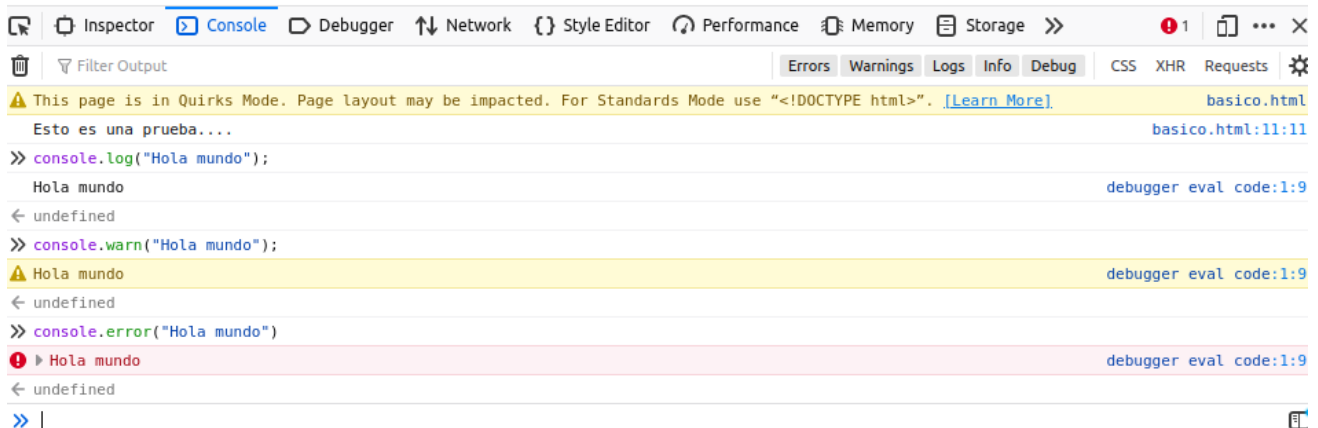 Inspector Console Debugger Network {} Style Editor Performance Memory Storage 1
Filter Output Errors Warnings Logs Info Debug CSS XHR Requests
This page is in Quirks Mode. Page layout may be impacted. For Standards Mode use “<!DOCTYPE html>”. [Learn More] basico.html
Esto es una prueba.... basico.html:11:11
console.log("Hola mundo");
Hola mundo debugger eval code:1:9
undefined
console.warn("Hola mundo");
Hola mundo debugger eval code:1:9
undefined
console.error("Hola mundo")
Hola mundo debugger eval code:1:9
undefined